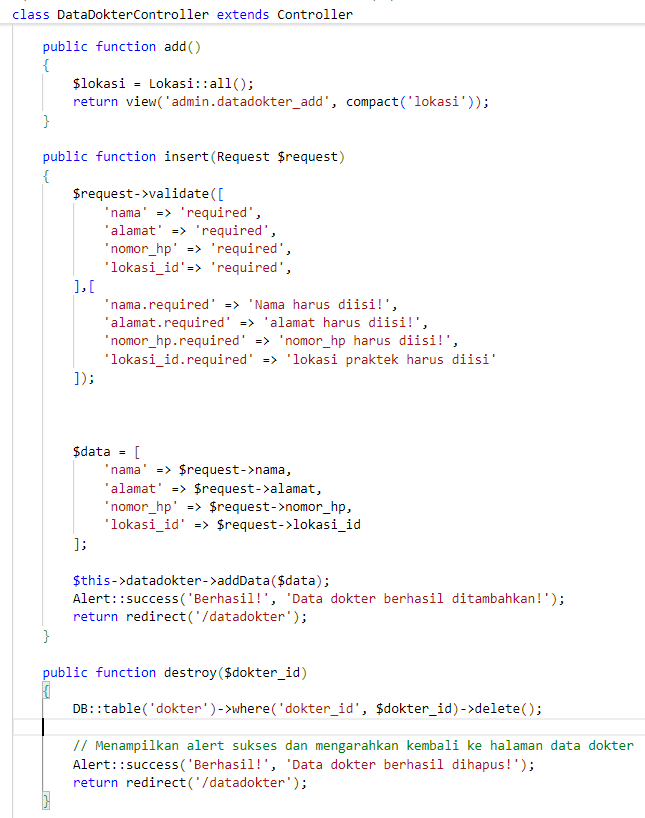 class DataDokterController extends Controller
public function add()
{
$lokasi = Lokasi::all();
return view('admin.datadokter_add', compact('lokasi'));
}
public function insert(Request $request)
{
$request->validate([
'nama' => 'required',
'alamat' => 'required',
'nomor_hp' => 'required',
'lokasi_id'=> 'required',
],[
'nama.required' => 'Nama harus diisi!',
'alamat.required' => 'alamat harus diisi!',
'nomor_hp.required' => 'nomor_hp harus diisi!',
'lokasi_id.required' => 'lokasi praktek harus diisi'
]);
$data = [
'nama' => $request->nama,
'alamat' => $request->alamat,
'nomor_hp' => $request->nomor_hp,
'lokasi_id' => $request->lokasi_id
];
$this->datadokter->addData($data);
Alert::success('Berhasil!', 'Data dokter berhasil ditambahkan!');
return redirect('/datadokter');
}
public function destroy($dokter_id)
{
DB::table('dokter')->where('dokter_id', $dokter_id)->delete();
// Menampilkan alert sukses dan mengarahkan kembali ke halaman data dokter
Alert::success('Berhasil!', 'Data dokter berhasil dihapus!');
return redirect('/datadokter');
}